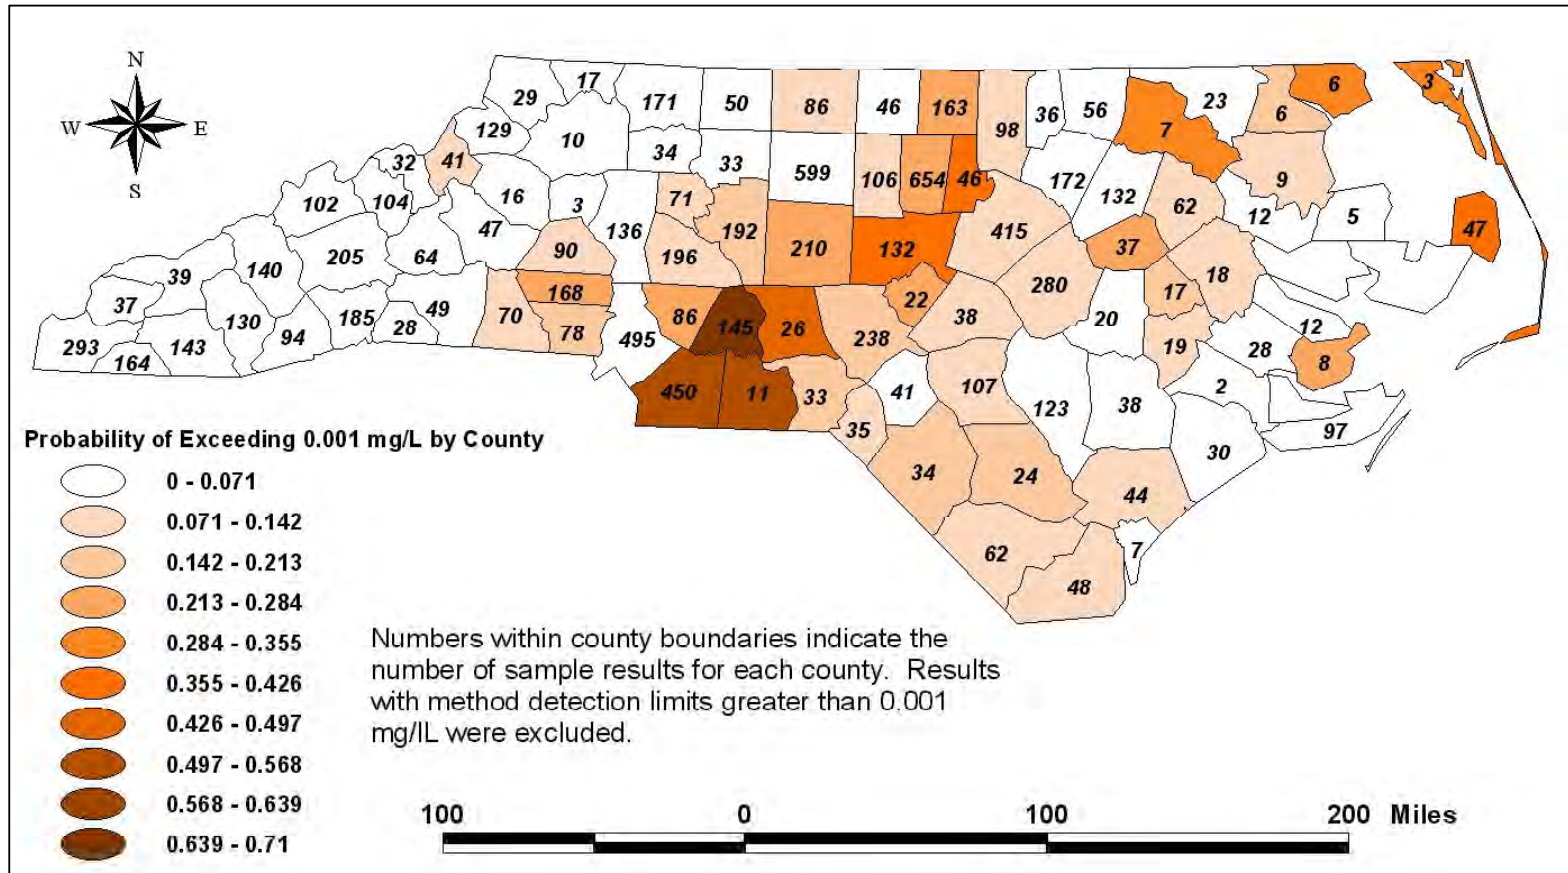 N
W E
S
29 17 171 50 86 46 163 98 36 56 7 23 6 6 3
129 10 34 33 599 106 654 46 172 132 62 9
32 41 16 3 71
102 104 47 136 192 210 132 415 37 12 5 47
205 64 90 196 18
39 140 168 22 280 17
37 130 185 28 49 70 78 495 86 145 26 238 38 20 19 12
293 164 143 94 28 8
450 11 33 41 107 123 38 2
35 30 97
34 24 44
62 48 7
Probability of Exceeding 0.001 mg/L by County
0 - 0.071
0.071 - 0.142
0.142 - 0.213
0.213 - 0.284
0.284 - 0.355
0.355 - 0.426
0.426 - 0.497
0.497 - 0.568
0.568 - 0.639
0.639 - 0.71
Numbers within county boundaries indicate the
number of sample results for each county. Results
with method detection limits greater than 0.001
mg/lL were excluded.
100 0 100 200 Miles